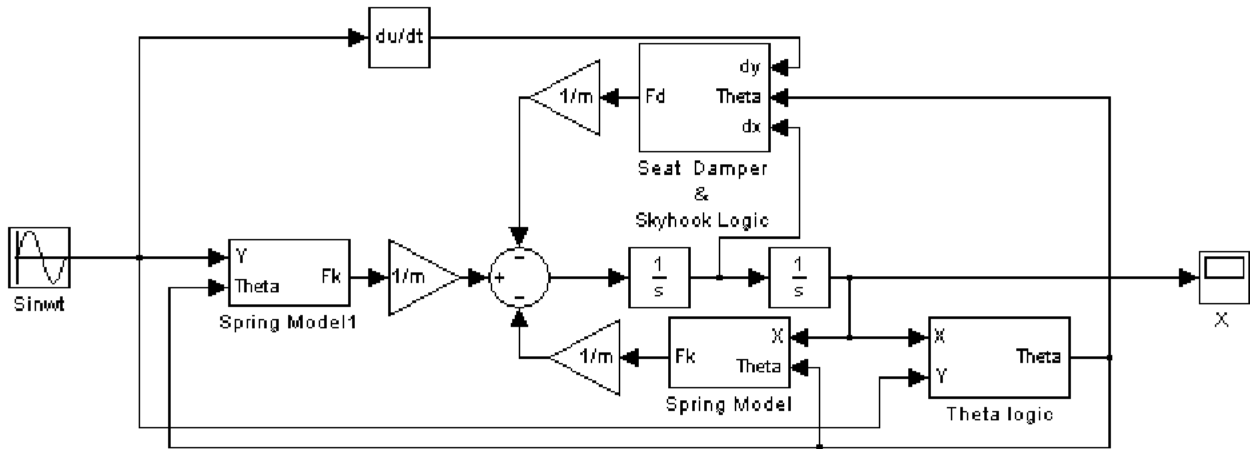 du/dt
dy
1/m
Fd
Theta
dx
Seat Damper
&
Skyhook Logic
Y
Theta
Fk
1/m
Spring Model1
Sinwt
−
+
−
1
s
1
s
X
1/m
Fk
X
Theta
Spring Model
X
Y
Theta
Theta logic